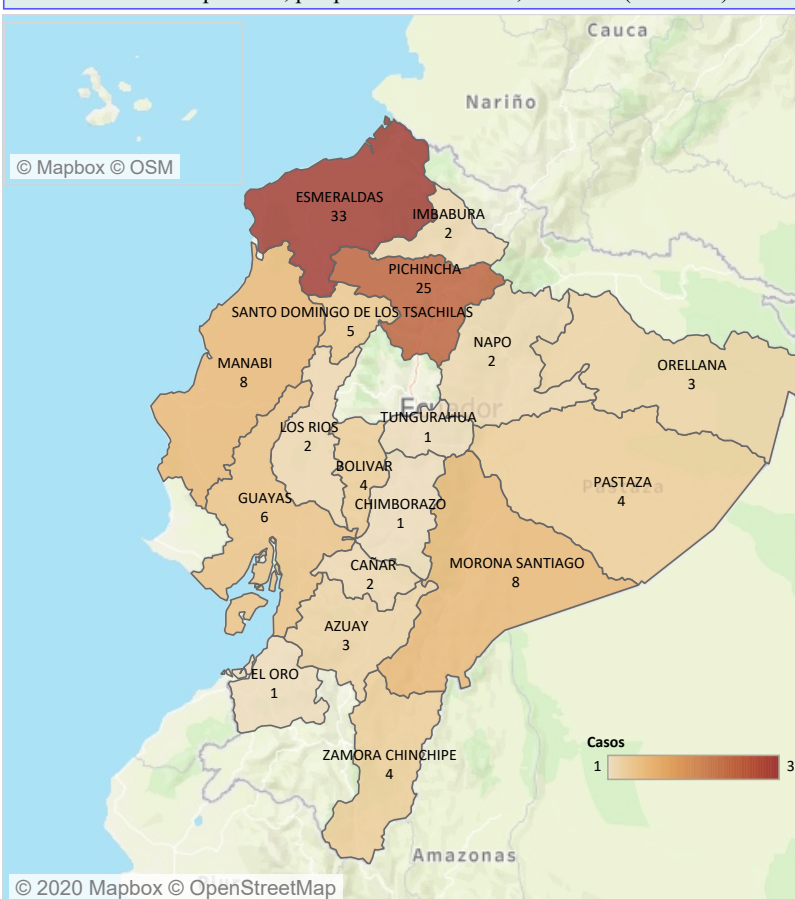 Cauca
Nariño
© Mapbox © OSM
ESMERALDAS
33
IMBABURA
2
PICHINCHA
25
SANTO DOMINGO DE LOS TSACHILAS
5
NAPO
2
MANABI
8
ORELLANA
3
Ecuador
TUNGURAHUA
1
LOS RIOS
2
BOLIVAR
4
PASTAZA
Pastaza
4
GUAYAS
6
CHIMBORAZO
1
CAÑAR
2
MORONA SANTIAGO
8
AZUAY
3
EL ORO
1
Casos
1 3
ZAMORA CHINCHIPE
4
Amazonas
© 2020 Mapbox © OpenStreetMap